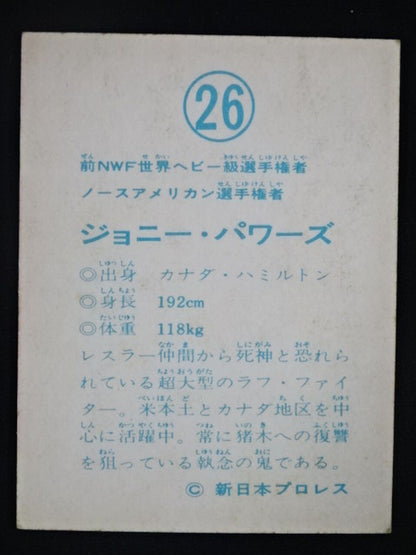 26
前NWF世界ヘビー級選手権者
ノースアメリカン選手権者
ジョニー・パワーズ
◎出身 カナダ・ハミルトン
◎身長 192cm
◎体重 118kg
レスラー仲間から死神と恐れら
れている超大型のラフ・ファイ
ター。米本土とカナダ地区を中
心に活躍中。常に猪木への復讐
を狙っている執念の鬼である。
© 新日本プロレス